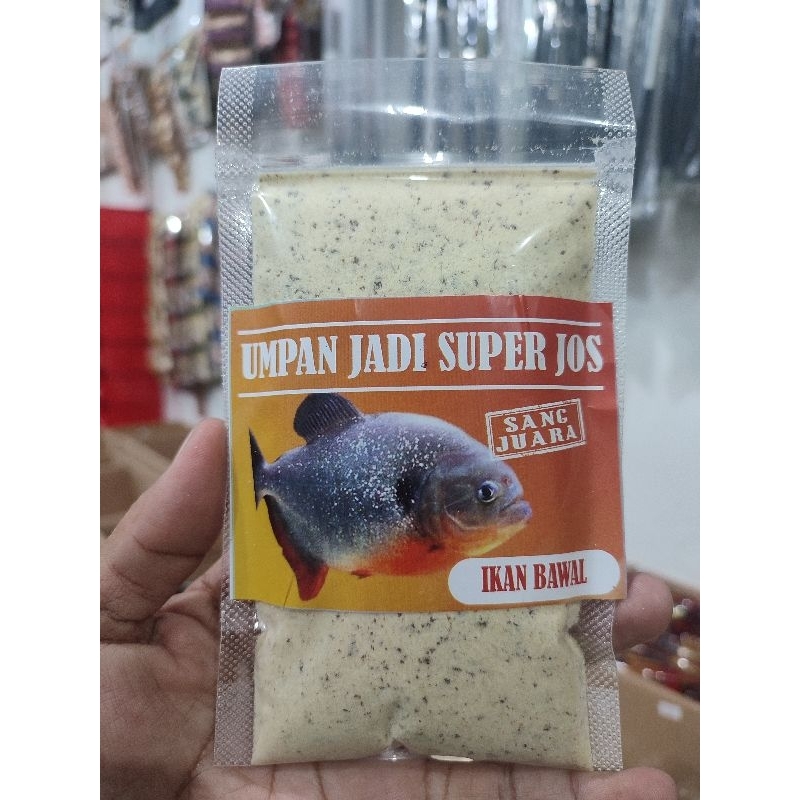 UMPAN JADI SUPER JOS
SANG
JUARA
IKAN BAWAL